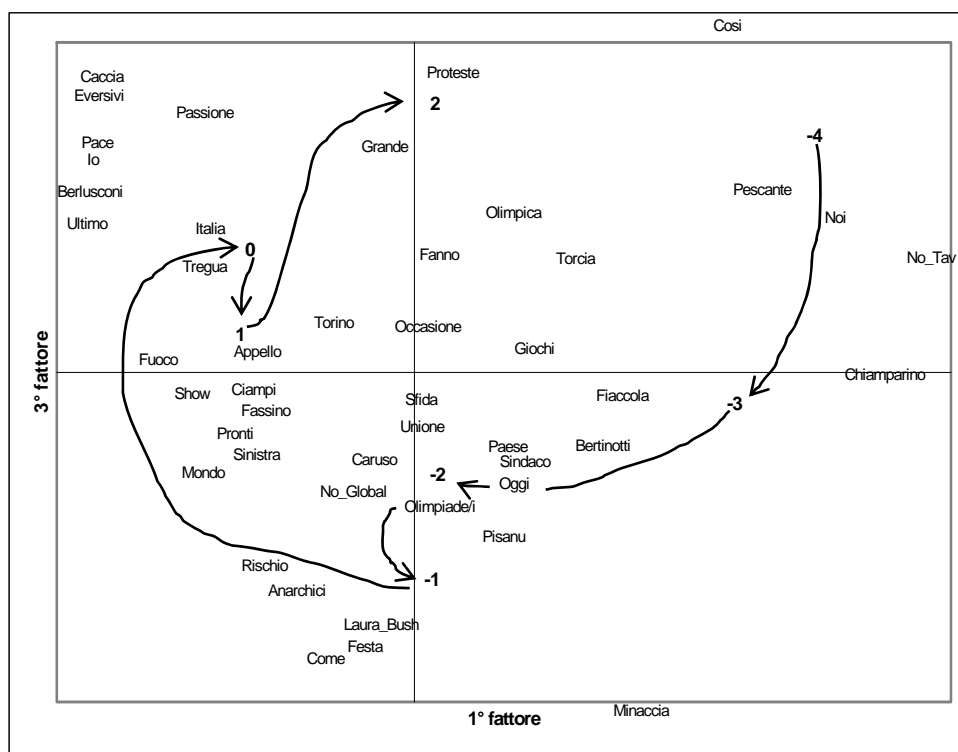 Cosi
Proteste
Caccia
Eversivi
2
Passione
-4
Pace
Grande
Io
Berlusconi
Pescante
Ultimo
Olimpica
Noi
Italia
0
Fanno
Torcia
No_Tav
Tregua
Torino
Occasione
1
Appello
Giochi
Fuoco
Chiamparino
3° fattore
Show
Ciampi
Sfida
Fiaccola
-3
Fassino
Unione
Pronti
Paese
Bertinotti
Sinistra
Caruso
Sindaco
Mondo
-2
Oggi
No_Global
Olimpiade/i
Pisanu
Rischio
-1
Anarchici
Laura_Bush
Festa
Come
Minaccia
1° fattore